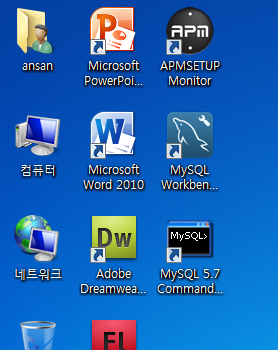 APM
ansan
Microsoft
PowerPoi...
APMSETUP
Monitor
컴퓨터
Microsoft
Word 2010
MySQL
Workben...
Dw
MySQL>
네트워크
Adobe
Dreamwea...
MySQL 5.7
Command...
FL